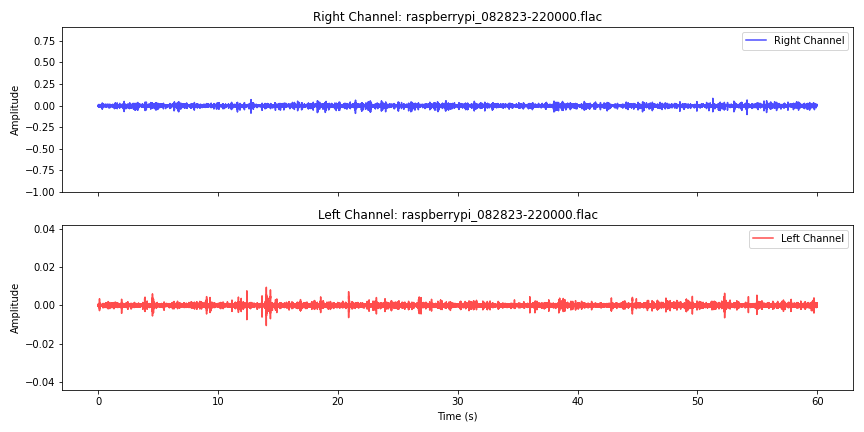 Right Channel: raspberrypi_082823-220000.flac
Right Channel
0.75
0.50
0.25
0.00
−0.25
−0.50
−0.75
−1.00
Amplitude
Left Channel: raspberrypi_082823-220000.flac
Left Channel
0.04
0.02
0.00
−0.02
−0.04
Amplitude
0 10 20 30 40 50 60
Time (s)